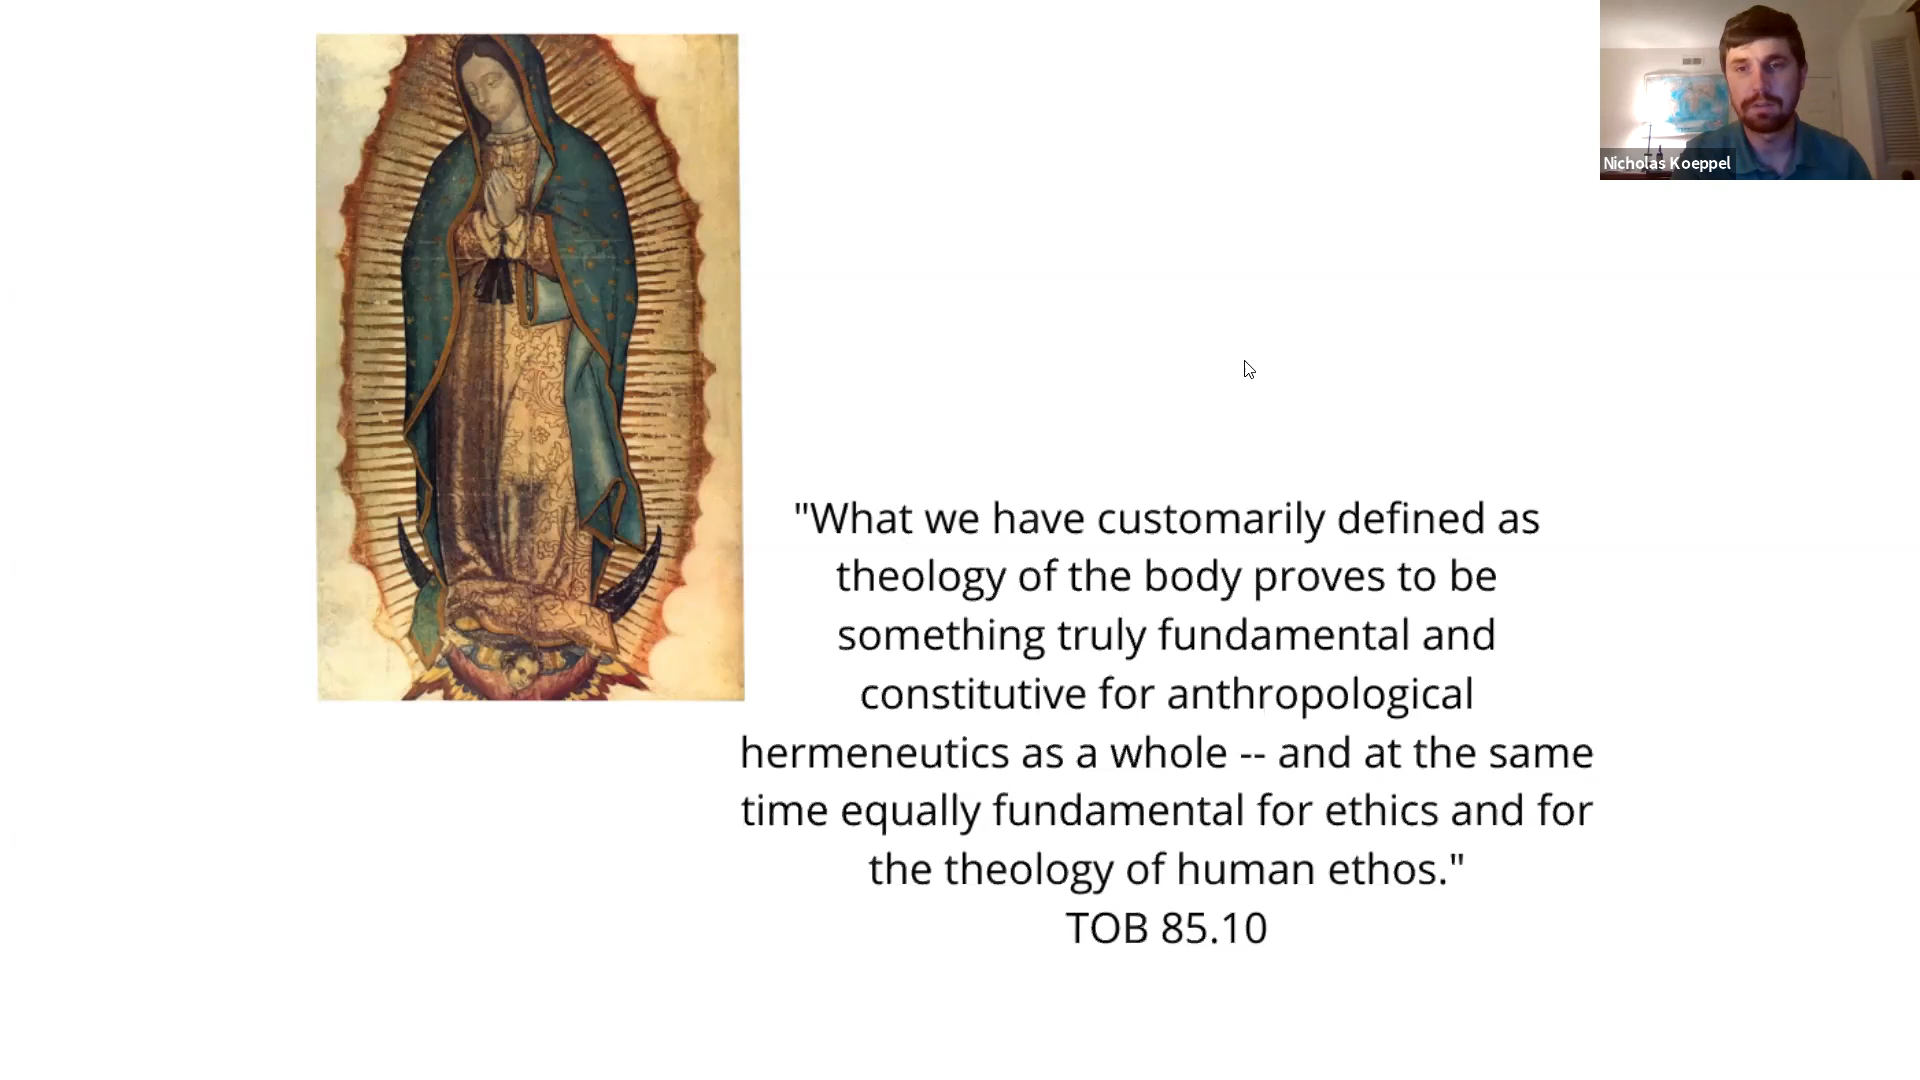 Nicholas Koeppel
"What we have customarily defined as
theology of the body proves to be
something truly fundamental and
constitutive for anthropological
hermeneutics as a whole -- and at the same
time equally fundamental for ethics and for
the theology of human ethos."
TOB 85.10